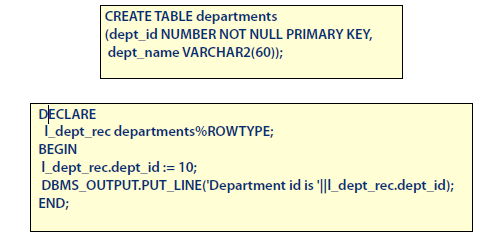 CREATE TABLE departments
(dept_id NUMBER NOT NULL PRIMARY KEY,
dept_name VARCHAR2(60));
DECLARE
l_dept_rec departments%ROWTYPE;
BEGIN
l_dept_rec.dept_id := 10;
DBMS_OUTPUT.PUT_LINE('Department id is '||l_dept_rec.dept_id);
END;